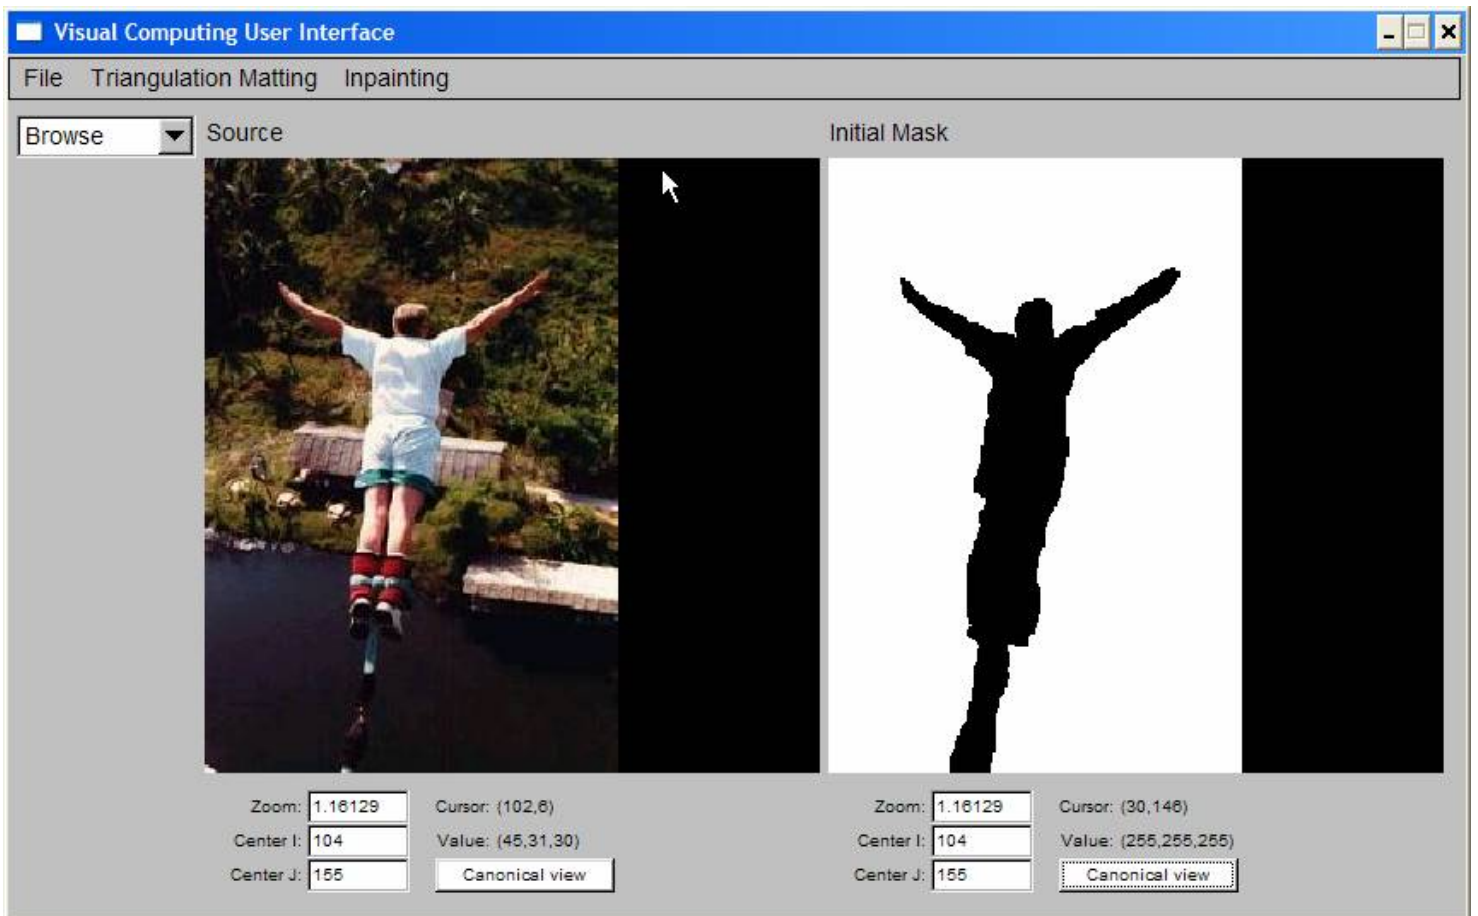 Visual Computing User Interface
File Triangulation Matting Inpainting
Browse
Source
Initial Mask
Zoom: 1.16129 Cursor: (102,6)
Center I: 104 Value: (45,31,30)
Center J: 155 Canonical view
Zoom: 1.16129 Cursor: (30,146)
Center I: 104 Value: (255,255,255)
Center J: 155 Canonical view